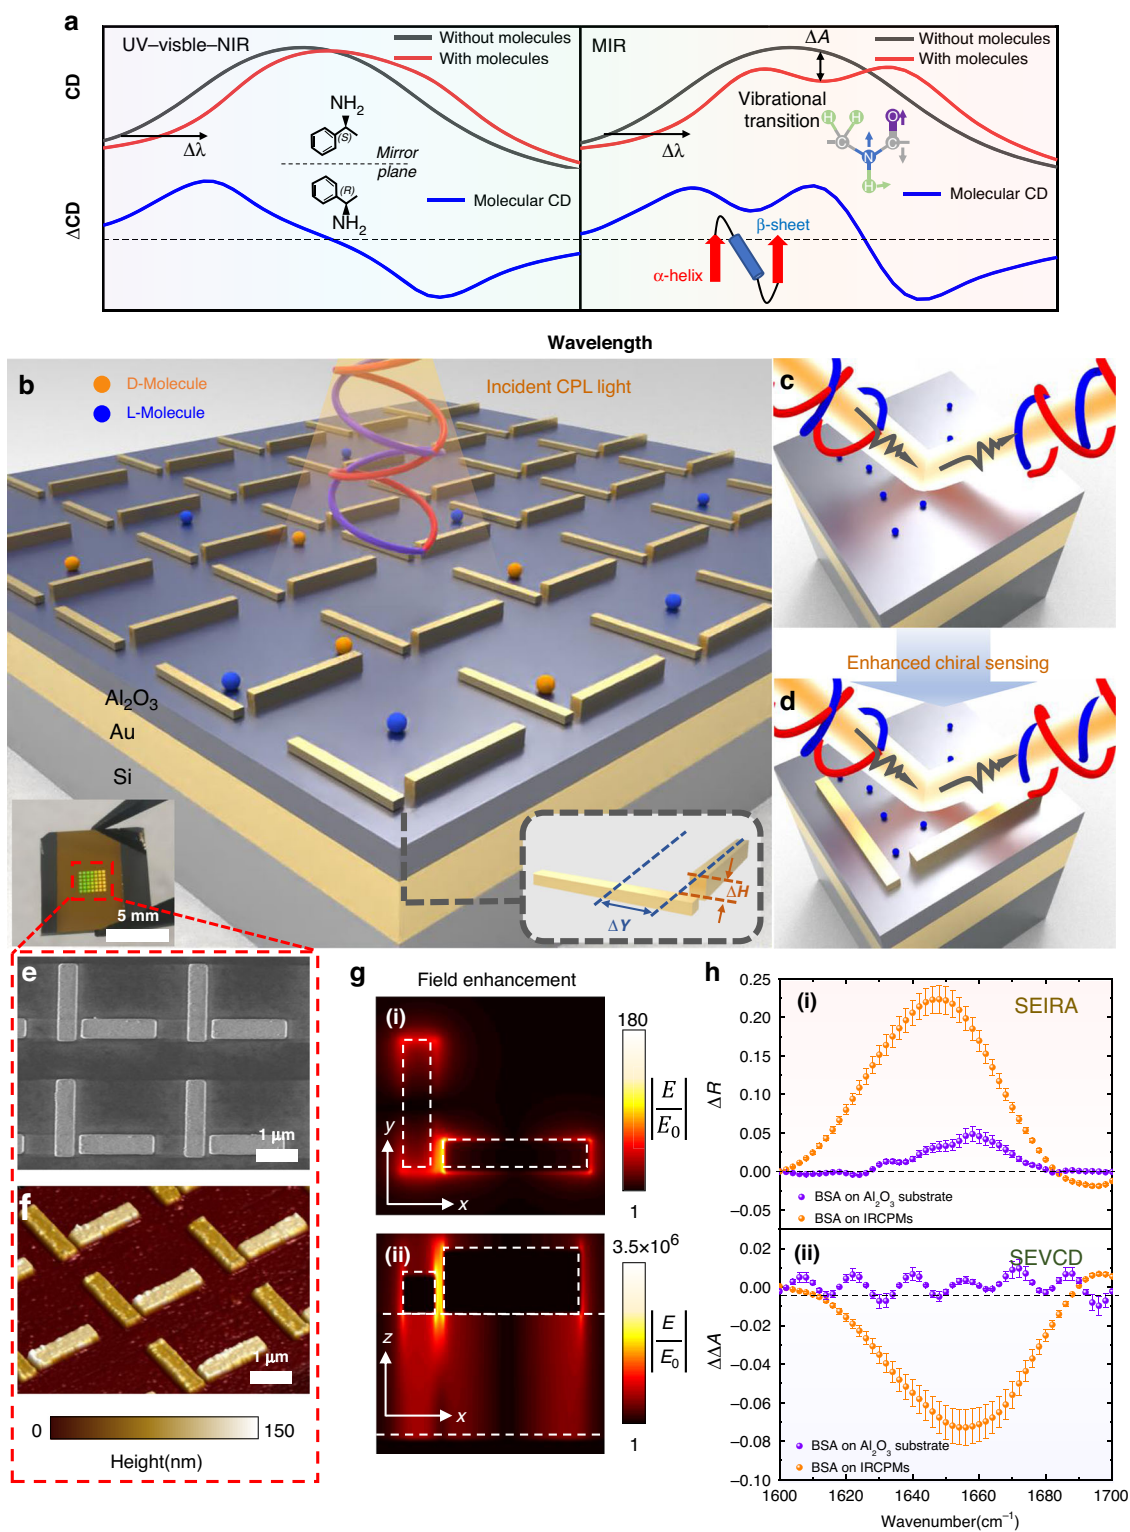 a
UV–visble–NIR
Without molecules
With molecules
MIR
ΔA
Without molecules
With molecules
CD
Δλ
NH2
(S)
Mirror
plane
(R)
NH2
Vibrational
transition
Δλ
H H O
C N C
H
ΔCD
Molecular CD
Molecular CD
β-sheet
α-helix
Wavelength
b
D-Molecule
L-Molecule
Incident CPL light
Al2O3
Au
Si
5 mm
ΔY
ΔH
c
Enhanced chiral sensing
d
e
1 μm
f
1 μm
0
150
Height(nm)
g
Field enhancement
(i)
y
x
180
|E/E0|
1
(ii)
z
x
3.5×10^6
|E/E0|
1
h
(i)
SEIRA
0.25
0.20
0.15
0.10
0.05
0.00
−0.05
ΔR
BSA on Al2O3 substrate
BSA on IRCPMs
(ii)
SEVCD
0.02
0.00
−0.02
−0.04
−0.06
−0.08
−0.10
ΔΔA
BSA on Al2O3 substrate
BSA on IRCPMs
1600 1620 1640 1660 1680 1700
Wavenumber(cm−1)